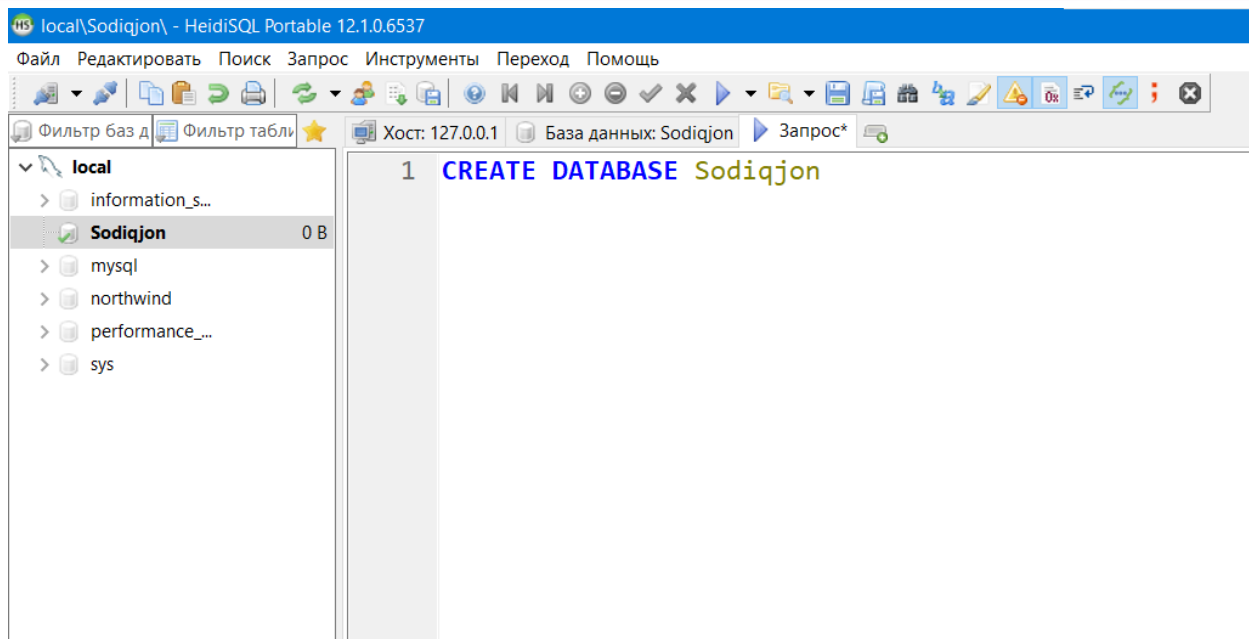 local\Sodiqjon\ - HeidiSQL Portable 12.1.0.6537
Файл Редактировать Поиск Запрос Инструменты Переход Помощь
Фильтр баз д Фильтр табли Хост: 127.0.0.1 База данных: Sodiqjon Запрос*
local
information_s...
Sodiqjon 0 B
mysql
northwind
performance_...
sys
1 CREATE DATABASE Sodiqjon